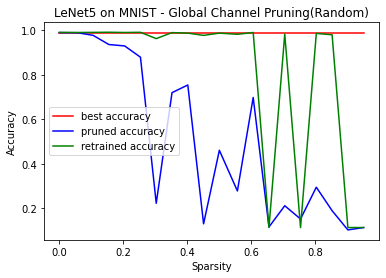 LeNet5 on MNIST - Global Channel Pruning(Random)
1.0
0.8
0.6
0.4
0.2
Accuracy
best accuracy
pruned accuracy
retrained accuracy
0.0 0.2 0.4 0.6 0.8
Sparsity